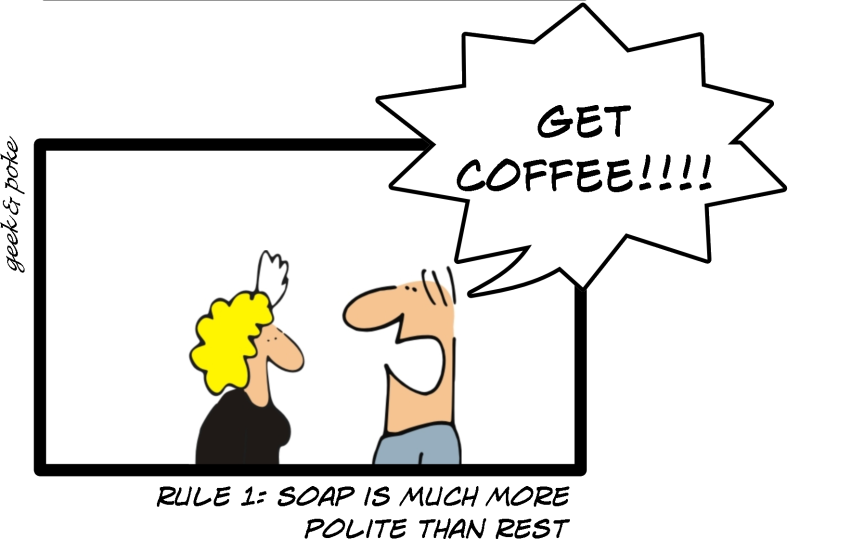 GET
COFFEE!!!!
geek & poke
RULE 1: SOAP IS MUCH MORE
POLITE THAN REST